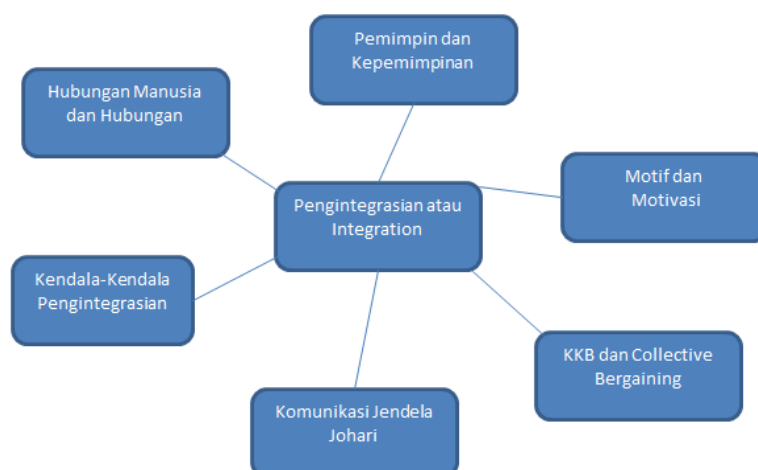 Pemimpin dan
Kepemimpinan
Hubungan Manusia
dan Hubungan
Motif dan
Motivasi
Pengintegrasian atau
Integration
Kendala-Kendala
Pengintegrasian
KKB dan Collective
Bergaining
Komunikasi Jendela
Johari